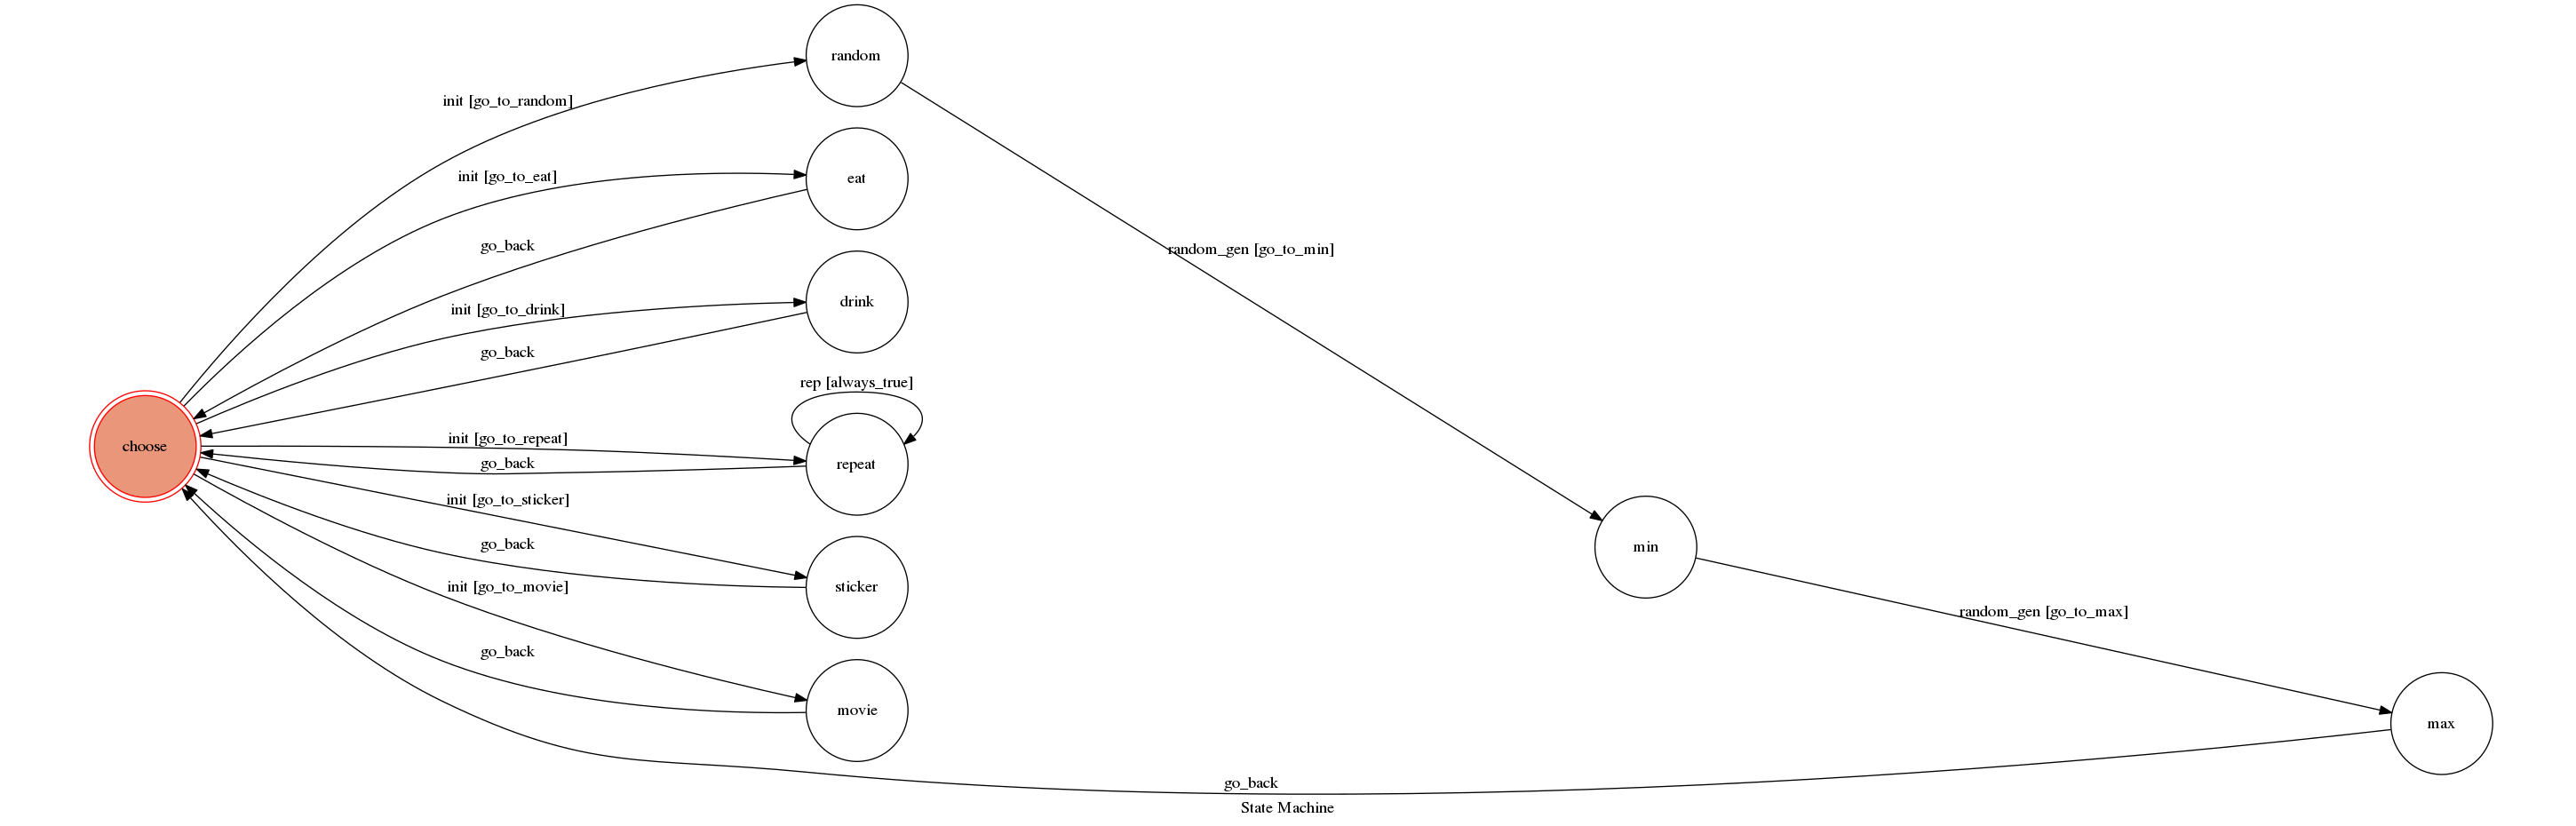 random
init [go_to_random]
init [go_to_eat]
eat
go_back
random_gen [go_to_min]
drink
init [go_to_drink]
go_back
rep [always_true]
choose
init [go_to_repeat]
go_back
repeat
init [go_to_sticker]
go_back
min
init [go_to_movie]
sticker
random_gen [go_to_max]
go_back
movie
max
go_back
State Machine